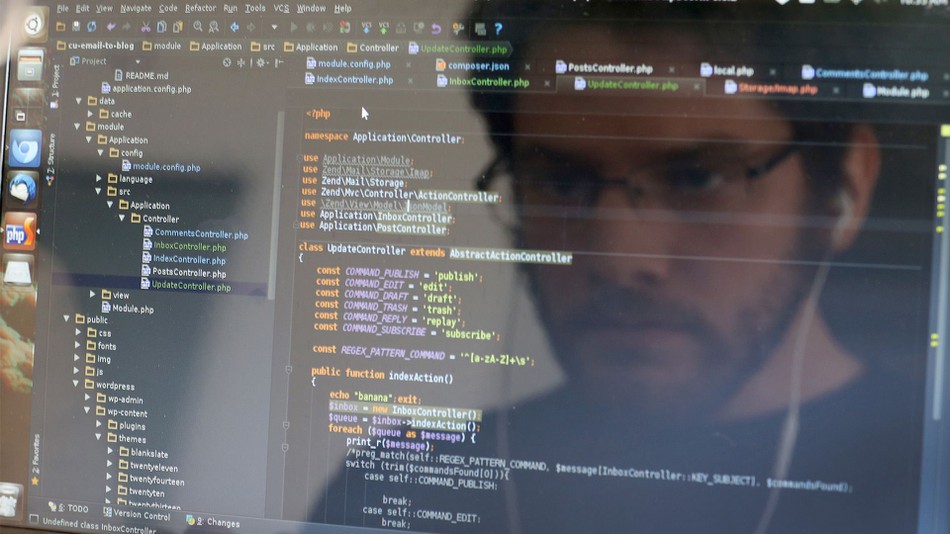 File Edit View Navigate Code Refactor Run Tools VCS Window Help
cu-email-to-blog module Application src Application Controller UpdateController.php
Project
module.config.php composer.json PostsController.php local.php CommentsController.php
IndexController.php InboxController.php UpdateController.php Storage/Imap.php Module.php
1: Project
Z: Structure
2: Favorites
README.md
application.config.php
data
cache
module
Application
config
module.config.php
language
src
Application
Controller
CommentsController.php
InboxController.php
IndexController.php
PostsController.php
UpdateController.php
view
Module.php
public
css
fonts
img
js
wordpress
wp-admin
wp-content
plugins
themes
blankslate
twentyeleven
twentyfourteen
twentyten
twentythirteen
<?php
namespace Application\Controller;
use Application\Module;
use Zend\Mail\Storage\Imap;
use Zend\Mail\Storage;
use Zend\Mvc\Controller\ActionController;
use \Zend\View\Model\JsonModel;
use Application\InboxController;
use Application\PostController;
class UpdateController extends AbstractActionController
{
const COMMAND_PUBLISH = 'publish';
const COMMAND_EDIT = 'edit';
const COMMAND_DRAFT = 'draft';
const COMMAND_TRASH = 'trash';
const COMMAND_REPLY = 'replay';
const COMMAND_SUBSCRIBE = 'subscribe';
const REGEX_PATTERN_COMMAND = '^[a-zA-Z]+\s';
public function indexAction()
{
echo "banana";exit;
$inbox = new InboxController();
$queue = $inbox->indexAction();
foreach ($queue as $message) {
print_r($message);
/*preg_match(self::REGEX_PATTERN_COMMAND, $message[InboxController::KEY_SUBJECT], $commandsFound);
switch (trim($commandsFound[0])){
case self::COMMAND_PUBLISH:
break;
case self::COMMAND_EDIT:
break;
6: TODO Version Control 9: Changes
Undefined class InboxController